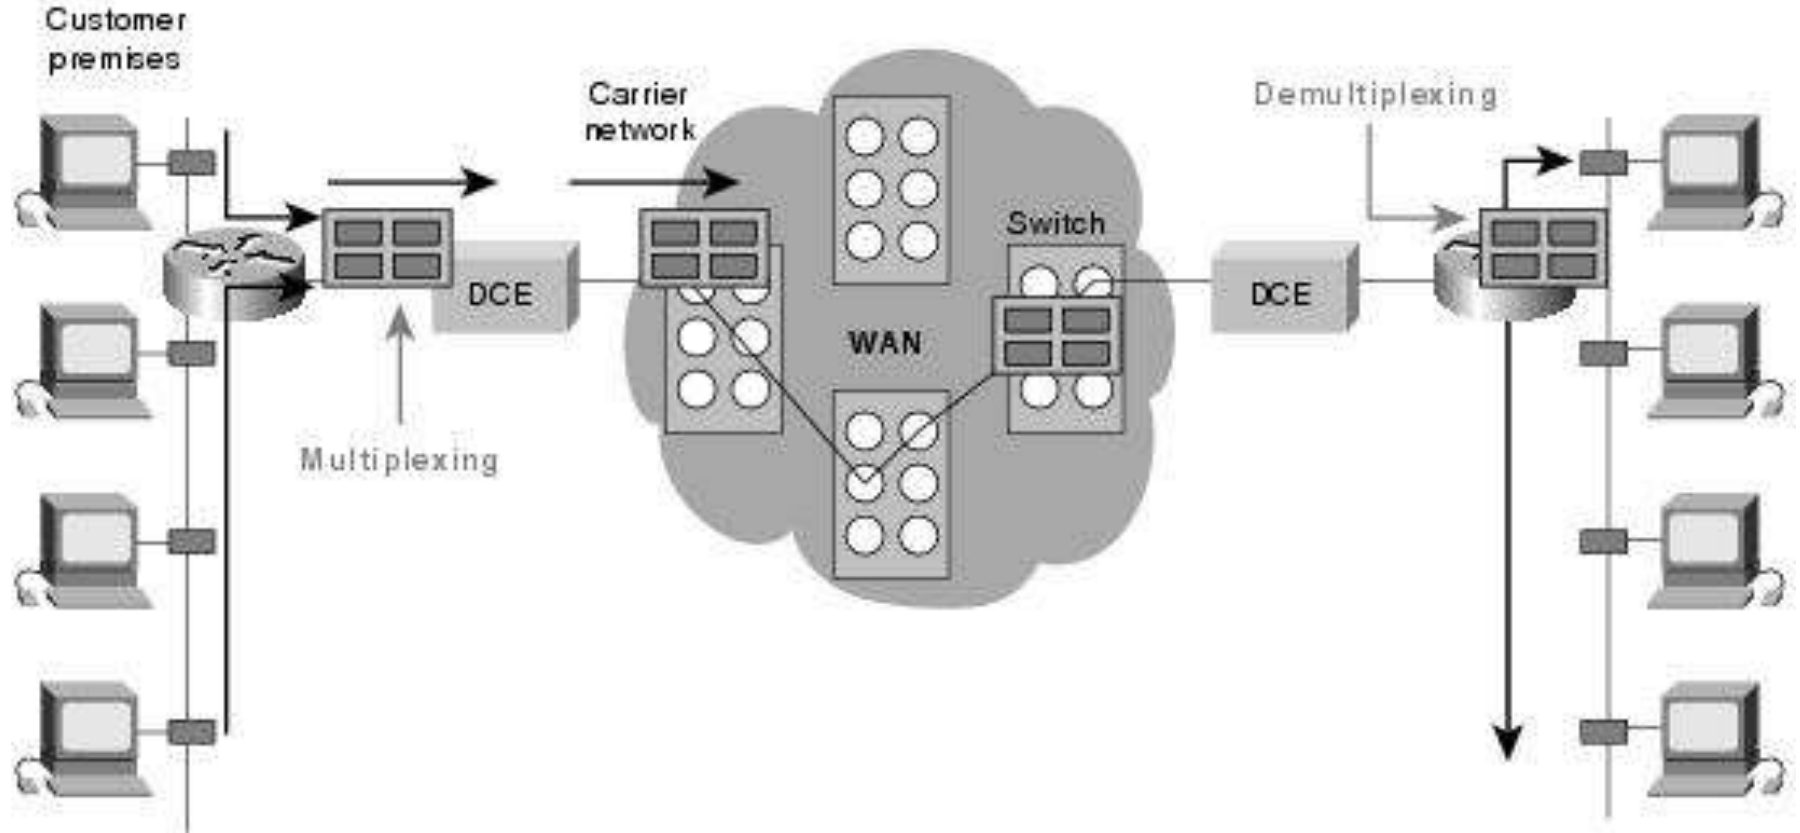 Customer
premises
Carrier
network
Demultiplexing
Switch
DCE
WAN
DCE
Multiplexing